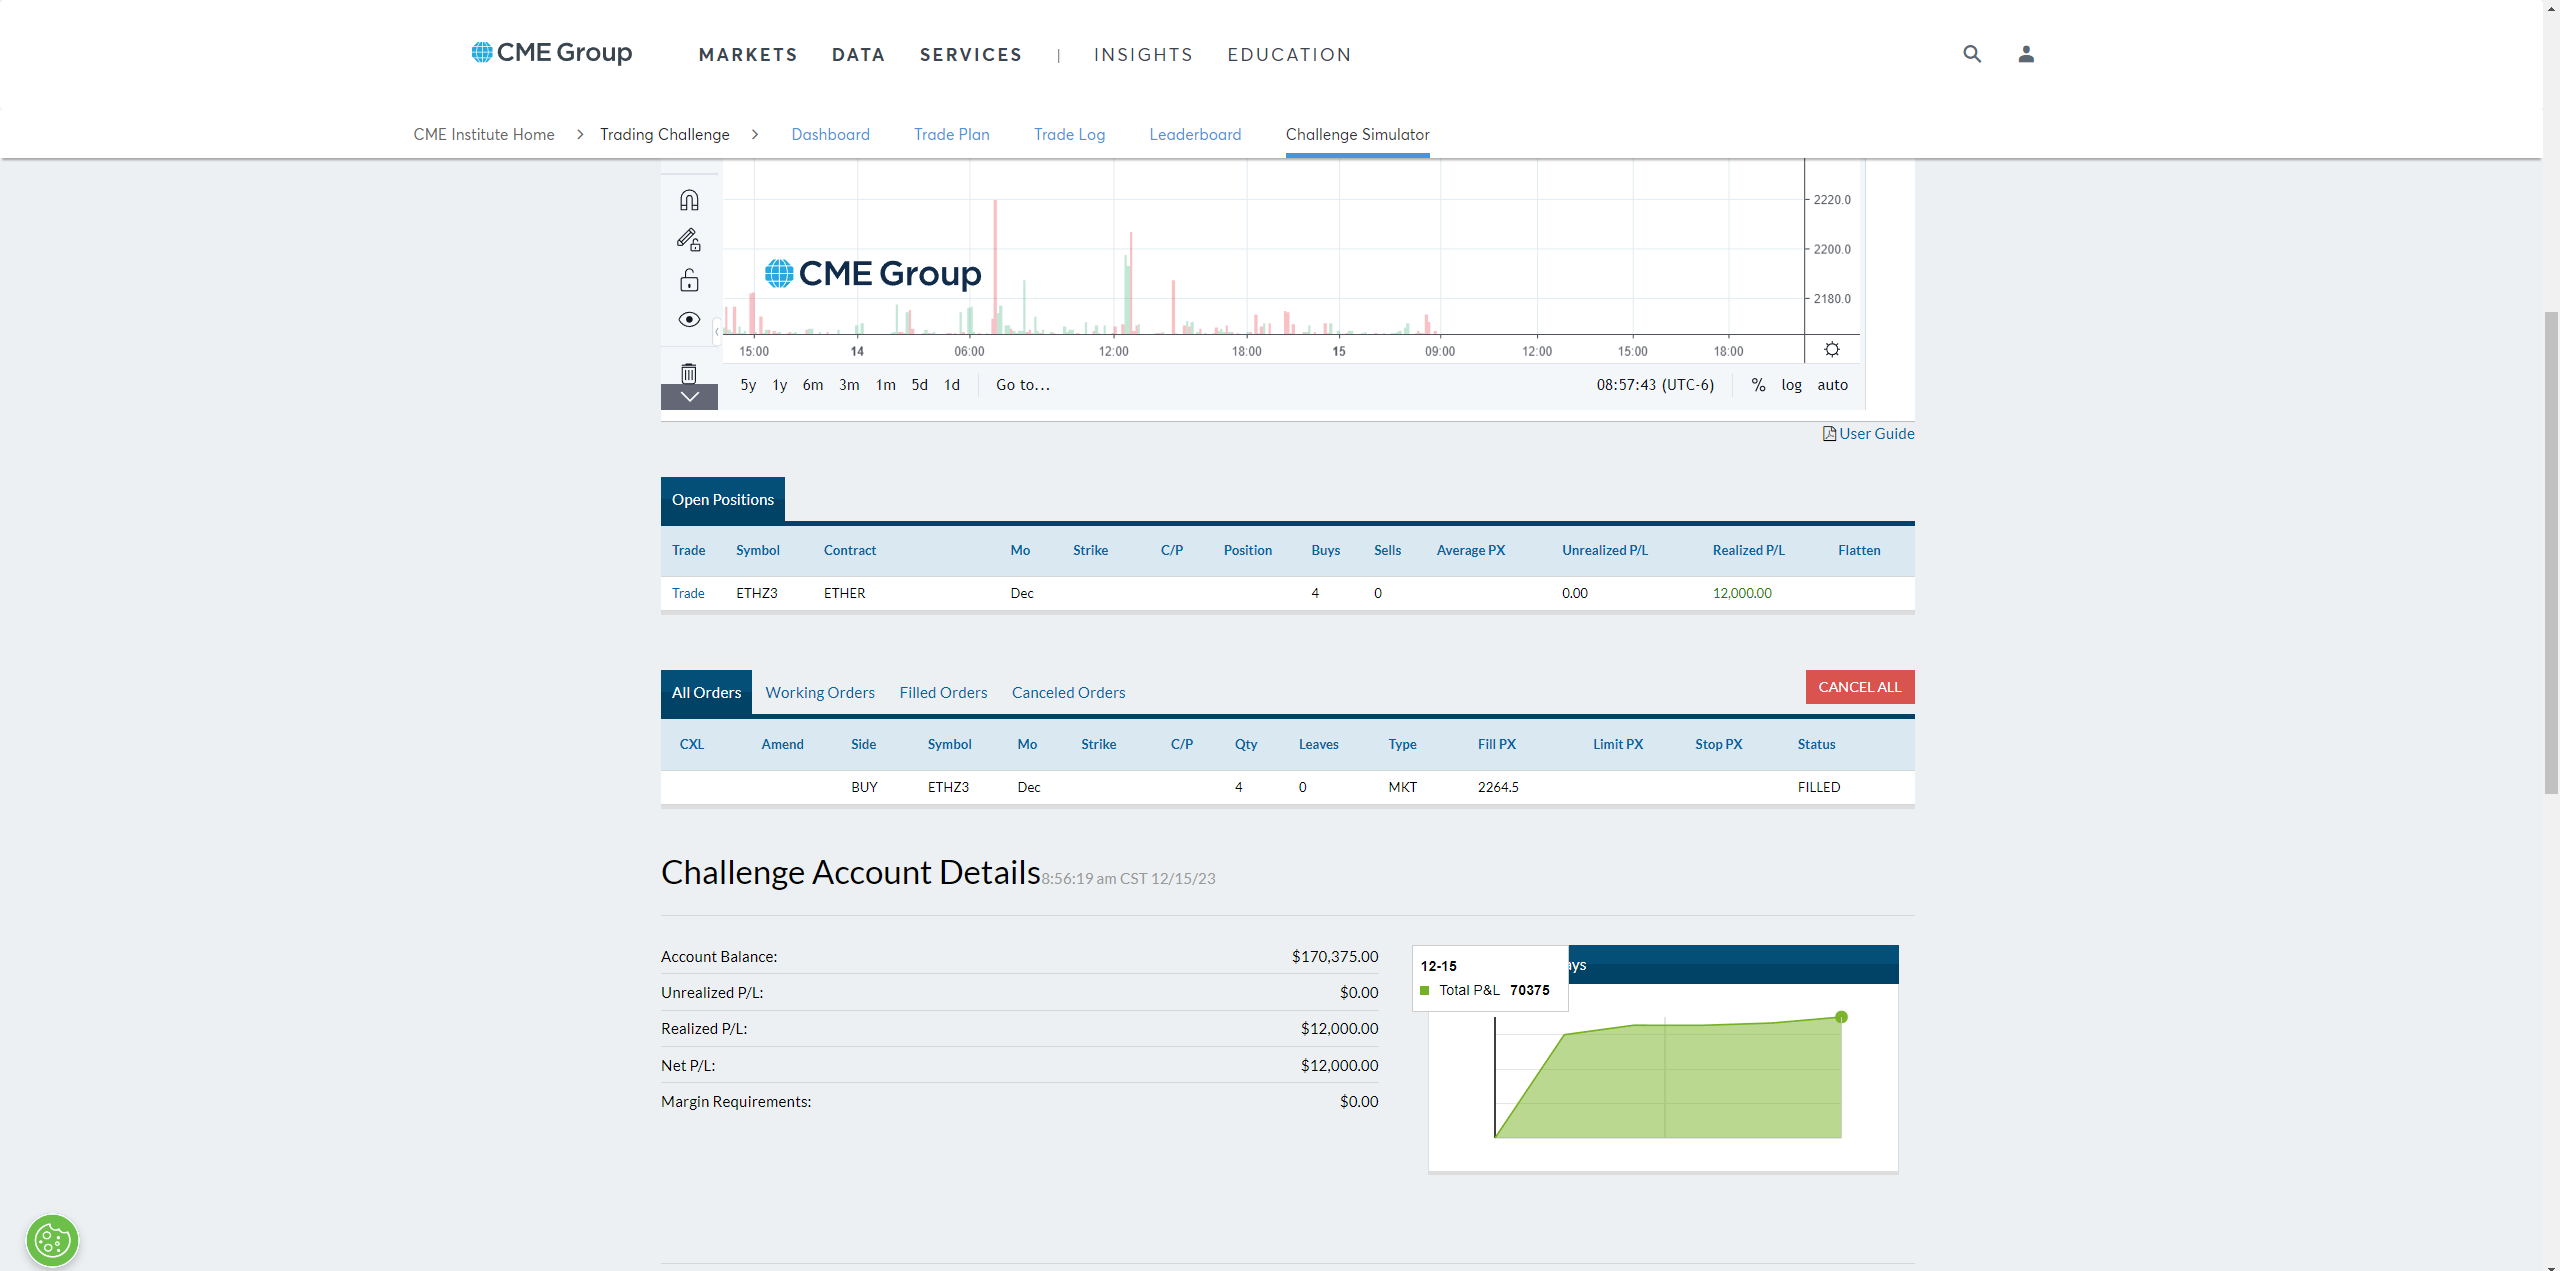 CME Group MARKETS DATA SERVICES | INSIGHTS EDUCATION
CME Institute Home > Trading Challenge > Dashboard Trade Plan Trade Log Leaderboard Challenge Simulator
2220.0
2200.0
CME Group
2180.0
15:00 14 06:00 12:00 18:00 15 09:00 12:00 15:00 18:00
5y 1y 6m 3m 1m 5d 1d Go to... 08:57:43 (UTC-6) % log auto
User Guide
Open Positions
Trade Symbol Contract Mo Strike C/P Position Buys Sells Average PX Unrealized P/L Realized P/L Flatten
Trade ETHZ3 ETHER Dec 4 0 0.00 12,000.00
All Orders Working Orders Filled Orders Canceled Orders CANCEL ALL
CXL Amend Side Symbol Mo Strike C/P Qty Leaves Type Fill PX Limit PX Stop PX Status
BUY ETHZ3 Dec 4 0 MKT 2264.5 FILLED
Challenge Account Details 8:56:19 am CST 12/15/23
Account Balance: $170,375.00
Unrealized P/L: $0.00
Realized P/L: $12,000.00
Net P/L: $12,000.00
Margin Requirements: $0.00
ays
12-15
Total P&L 70375